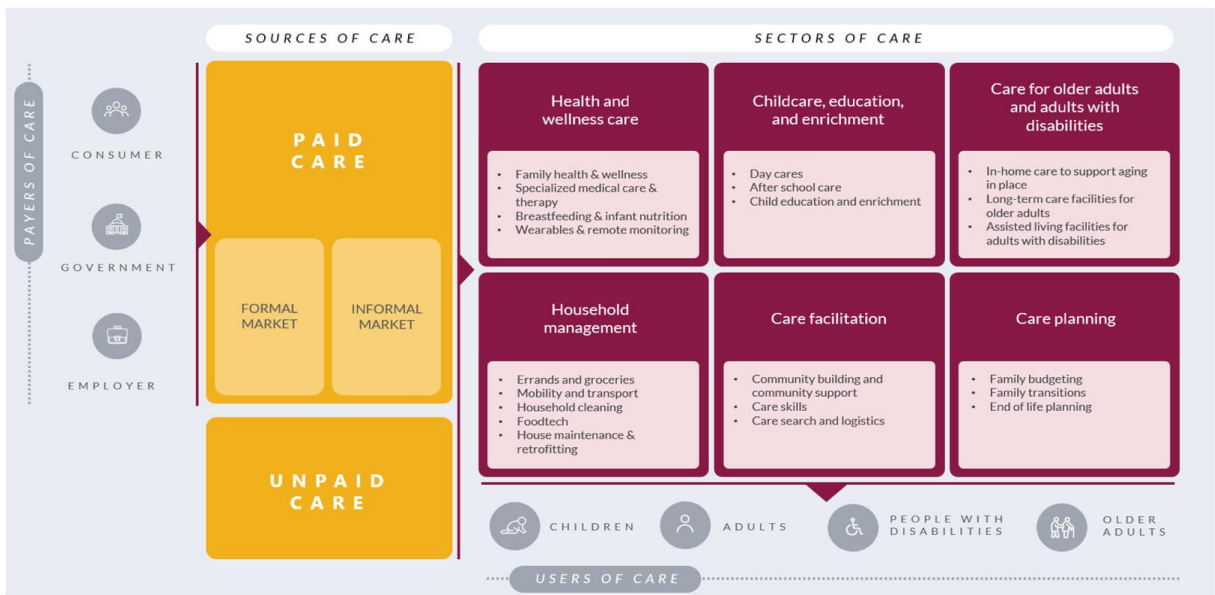 SOURCES OF CARE
SECTORS OF CARE
PAYERS OF CARE
CONSUMER
GOVERNMENT
EMPLOYER
PAID
CARE
FORMAL
MARKET
INFORMAL
MARKET
UNPAID
CARE
Health and
wellness care
• Family health & wellness
• Specialized medical care &
therapy
• Breastfeeding & infant nutrition
• Wearables & remote monitoring
Childcare, education,
and enrichment
• Day cares
• After school care
• Child education and enrichment
Care for older adults
and adults with
disabilities
• In-home care to support aging
in place
• Long-term care facilities for
older adults
• Assisted living facilities for
adults with disabilities
Household
management
• Errands and groceries
• Mobility and transport
• Household cleaning
• Foodtech
• House maintenance &
retrofitting
Care facilitation
• Community building and
community support
• Care skills
• Care search and logistics
Care planning
• Family budgeting
• Family transitions
• End of life planning
CHILDREN
ADULTS
PEOPLE WITH
DISABILITIES
OLDER
ADULTS
USERS OF CARE